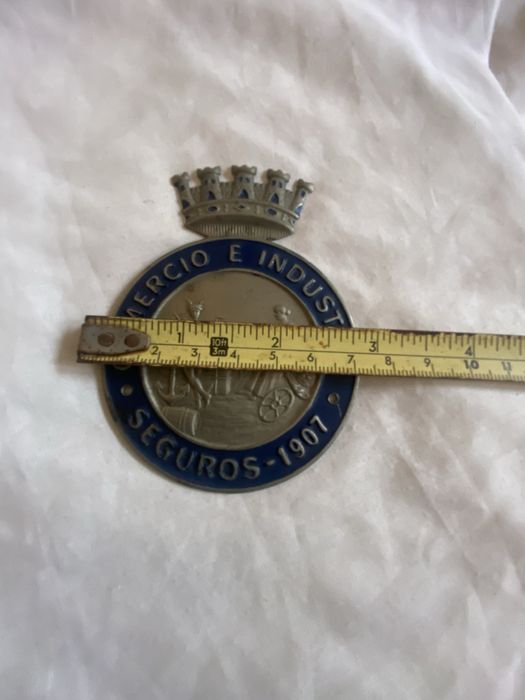 MERCIO E INDUST
1 2 3 4
10ft
3m
2 3 4 5 6 7 8 9 10 11
SEGUROS-1907